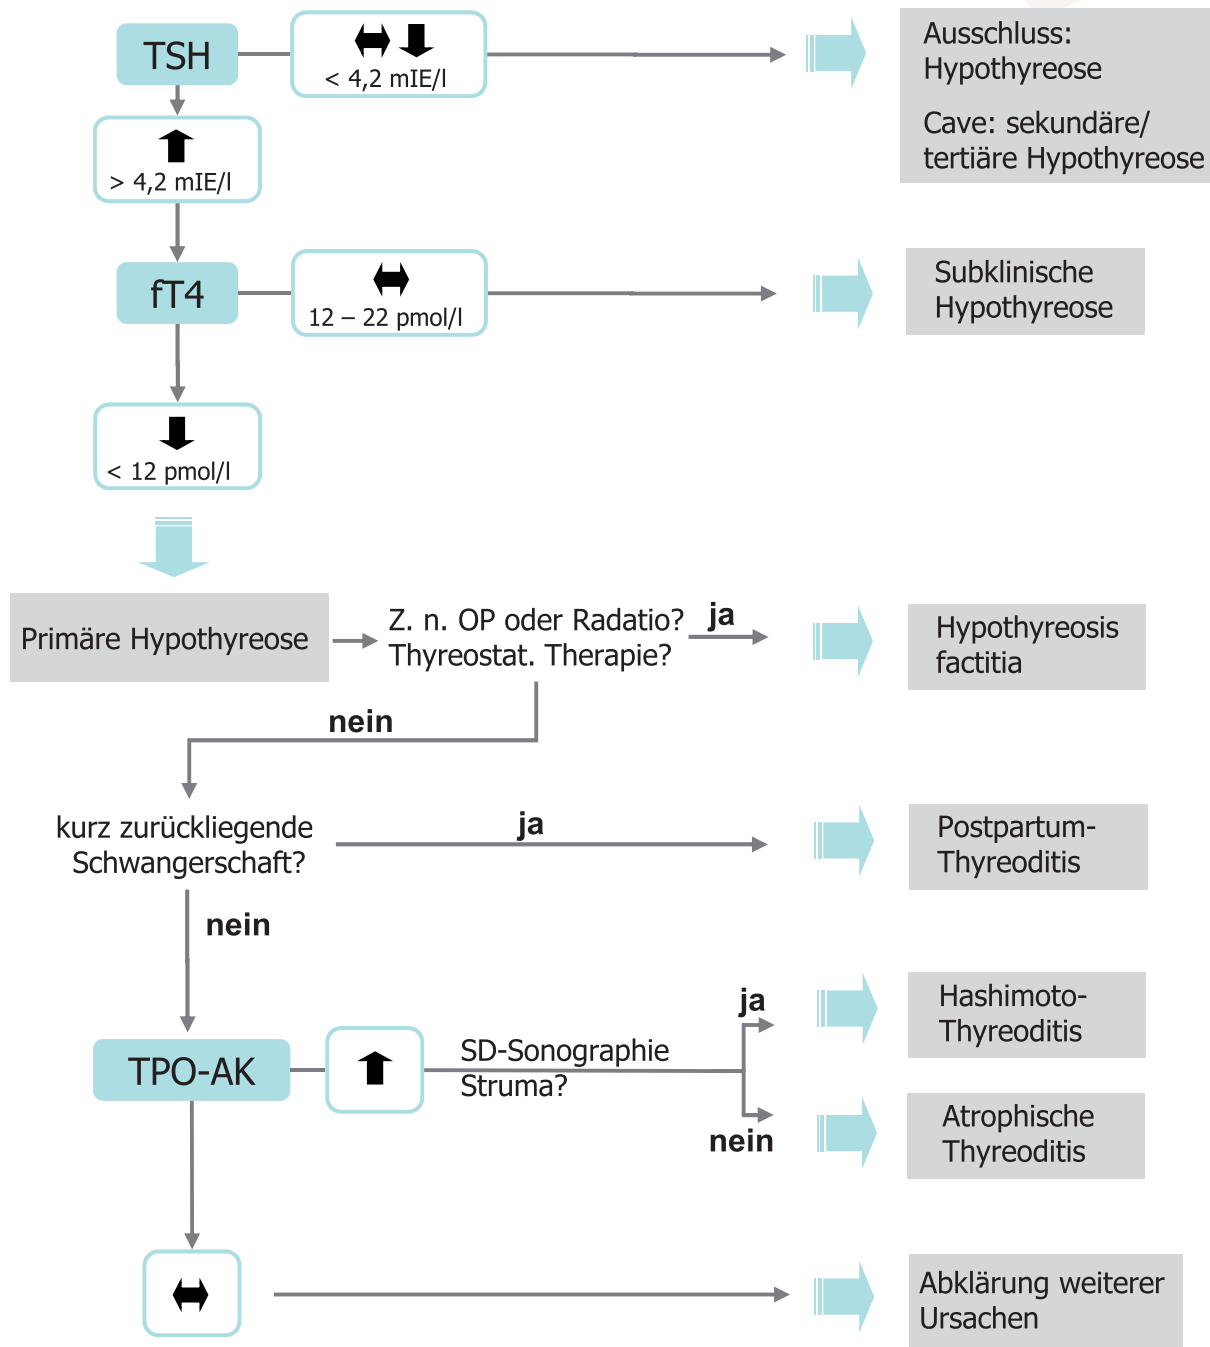 TSH
< 4,2 mIE/l
Ausschluss:
Hypothyreose
Cave: sekundäre/
tertiäre Hypothyreose
> 4,2 mIE/l
fT4
12 – 22 pmol/l
Subklinische
Hypothyreose
< 12 pmol/l
Primäre Hypothyreose
Z. n. OP oder Radatio?
Thyreostat. Therapie?
ja
Hypothyreosis
factitia
nein
kurz zurückliegende
Schwangerschaft?
ja
Postpartum-
Thyreoditis
nein
TPO-AK
SD-Sonographie
Struma?
ja
Hashimoto-
Thyreoditis
nein
Atrophische
Thyreoditis
Abklärung weiterer
Ursachen